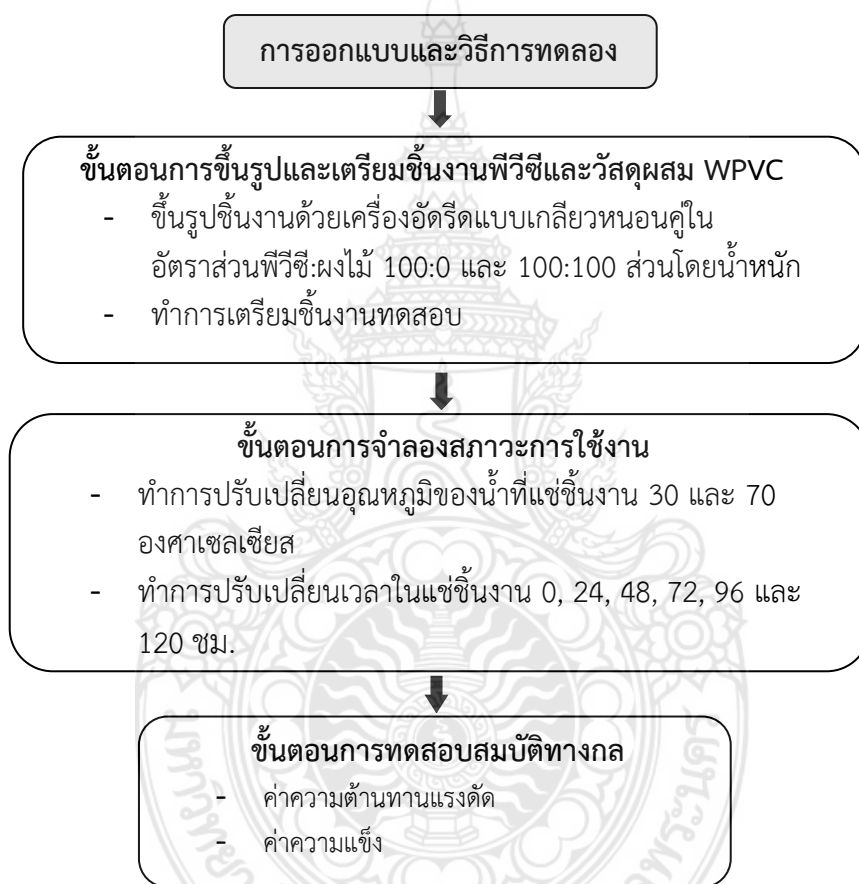 การออกแบบและวิธีการทดลอง
ขั้นตอนการขึ้นรูปและเตรียมชิ้นงานพีวีซีและวัสดุผสม WPVC
- ขึ้นรูปชิ้นงานด้วยเครื่องอัดรีดแบบเกลียวหนอนคู่ใน
อัตราส่วนพีวีซี:ผงไม้ 100:0 และ 100:100 ส่วนโดยน้ำหนัก
- ทำการเตรียมชิ้นงานทดสอบ
ขั้นตอนการจำลองสภาวะการใช้งาน
- ทำการปรับเปลี่ยนอุณหภูมิของน้ำที่แช่ชิ้นงาน 30 และ 70
องศาเซลเซียส
- ทำการปรับเปลี่ยนเวลาในแช่ชิ้นงาน 0, 24, 48, 72, 96 และ
120 ชม.
ขั้นตอนการทดสอบสมบัติทางกล
- ค่าความต้านทานแรงดัด
- ค่าความแข็ง